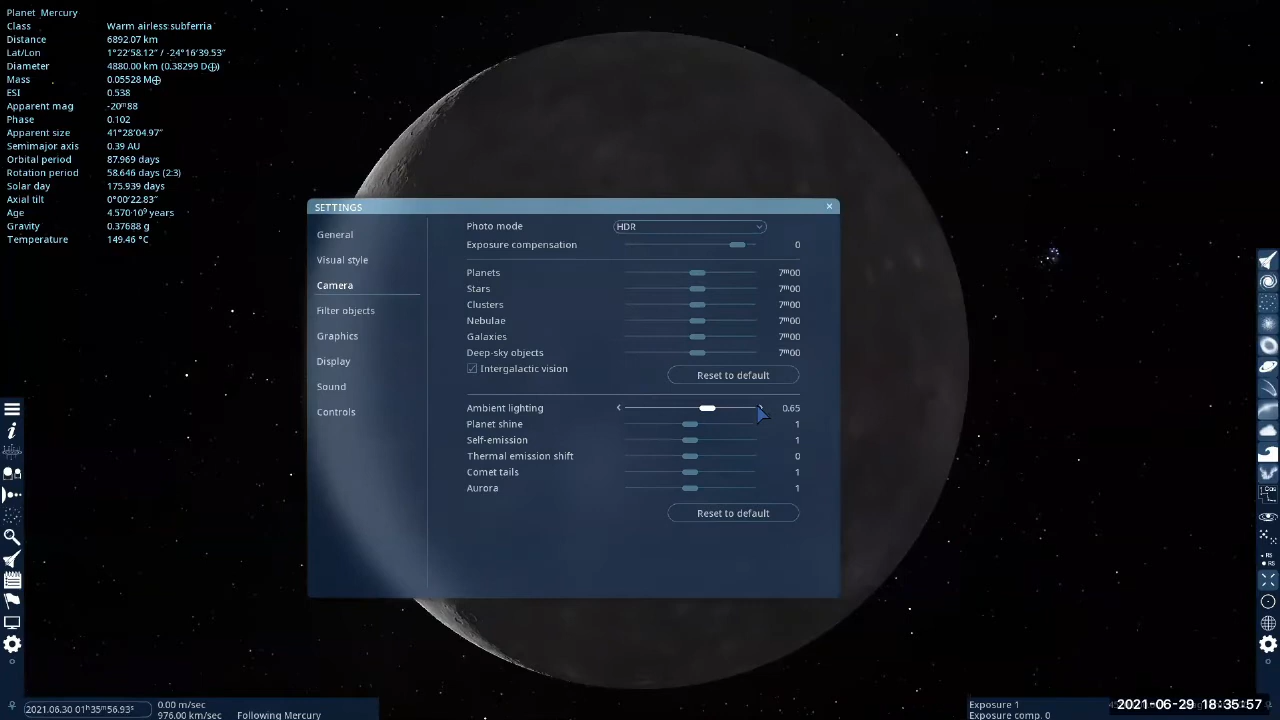 Planet Mercury
Class Warm airless subferria
Distance 6892.07 km
Lat/Lon 1°22'58.12" / -24°16'39.53"
Diameter 4880.00 km (0.38299 D⊕)
Mass 0.05528 M⊕
ESI 0.538
Apparent mag -20ᵐ88
Phase 0.102
Apparent size 41°28'04.97"
Semimajor axis 0.39 AU
Orbital period 87.969 days
Rotation period 58.646 days (2:3)
Solar day 175.939 days
Axial tilt 0°00'22.83"
Age 4.570·10⁹ years
Gravity 0.37688 g
Temperature 149.46 °C
SETTINGS
General
Visual style
Camera
Filter objects
Graphics
Display
Sound
Controls
Photo mode HDR
Exposure compensation 0
Planets 7ᵐ00
Stars 7ᵐ00
Clusters 7ᵐ00
Nebulae 7ᵐ00
Galaxies 7ᵐ00
Deep-sky objects 7ᵐ00
Intergalactic vision
Reset to default
Ambient lighting 0.65
Planet shine 1
Self-emission 1
Thermal emission shift 0
Comet tails 1
Aurora 1
Reset to default
2021.06.30 01ʰ35ᵐ56.93ˢ
0.00 m/sec
976.00 km/sec Following Mercury
Exposure 1
Exposure comp. 0
2021-06-29 18:35:57